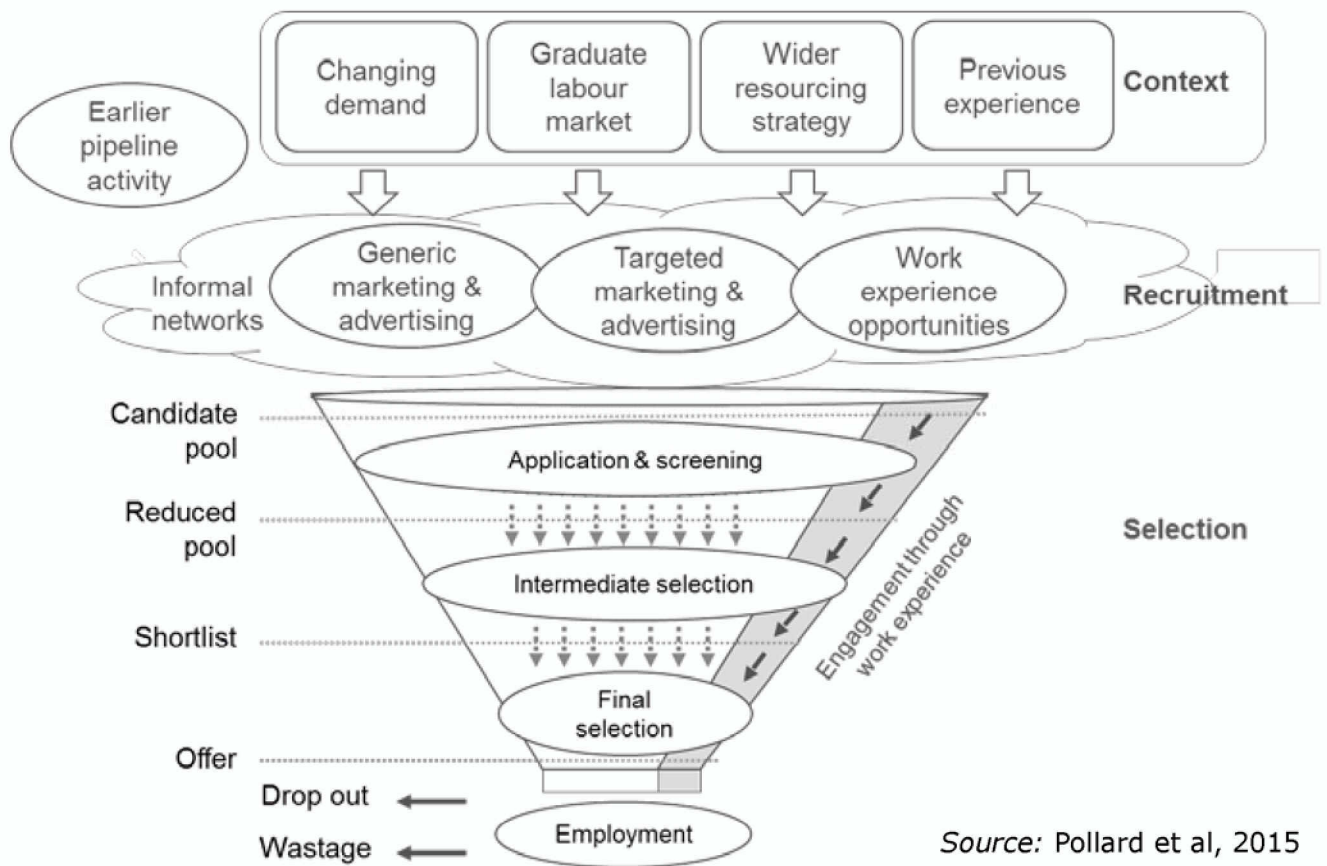 Changing
demand
Graduate
labour
market
Wider
resourcing
strategy
Previous
experience
Context
Earlier
pipeline
activity
Informal
networks
Generic
marketing &
advertising
Targeted
marketing &
advertising
Work
experience
opportunities
Recruitment
Candidate
pool
Application & screening
Reduced
pool
Intermediate selection
Engagement through
work experience
Selection
Shortlist
Final
selection
Offer
Drop out
Wastage
Employment
Source: Pollard et al, 2015